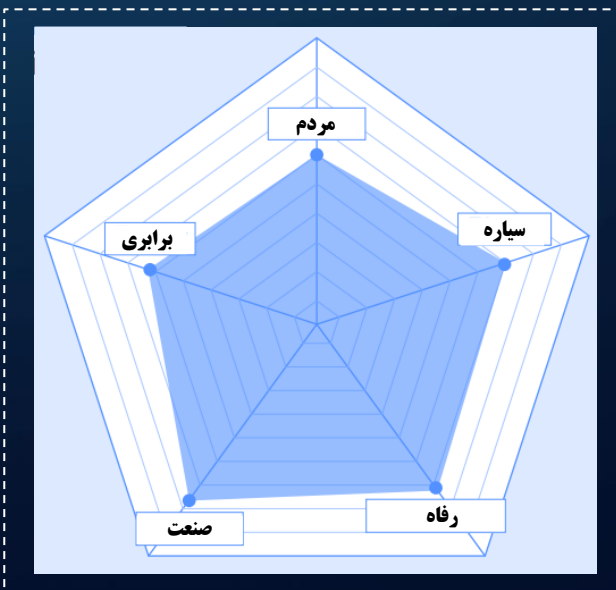 مردم
سیاره
برابری
رفاه
صنعت